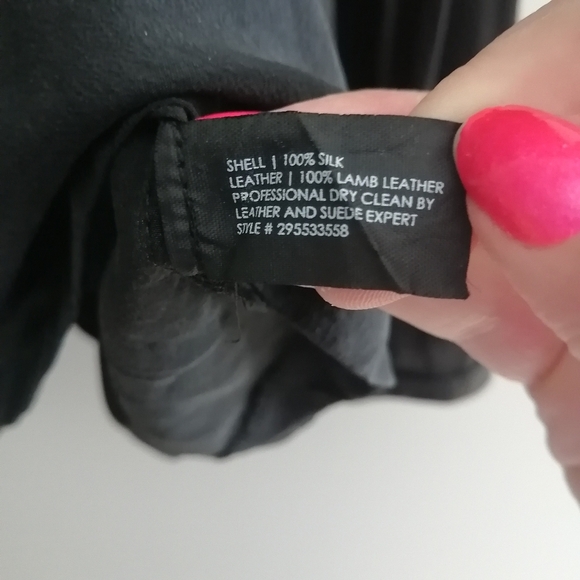 SHELL | 100% SILK
LEATHER | 100% LAMB LEATHER
PROFESSIONAL DRY CLEAN BY
LEATHER AND SUEDE EXPERT
STYLE # 295533558